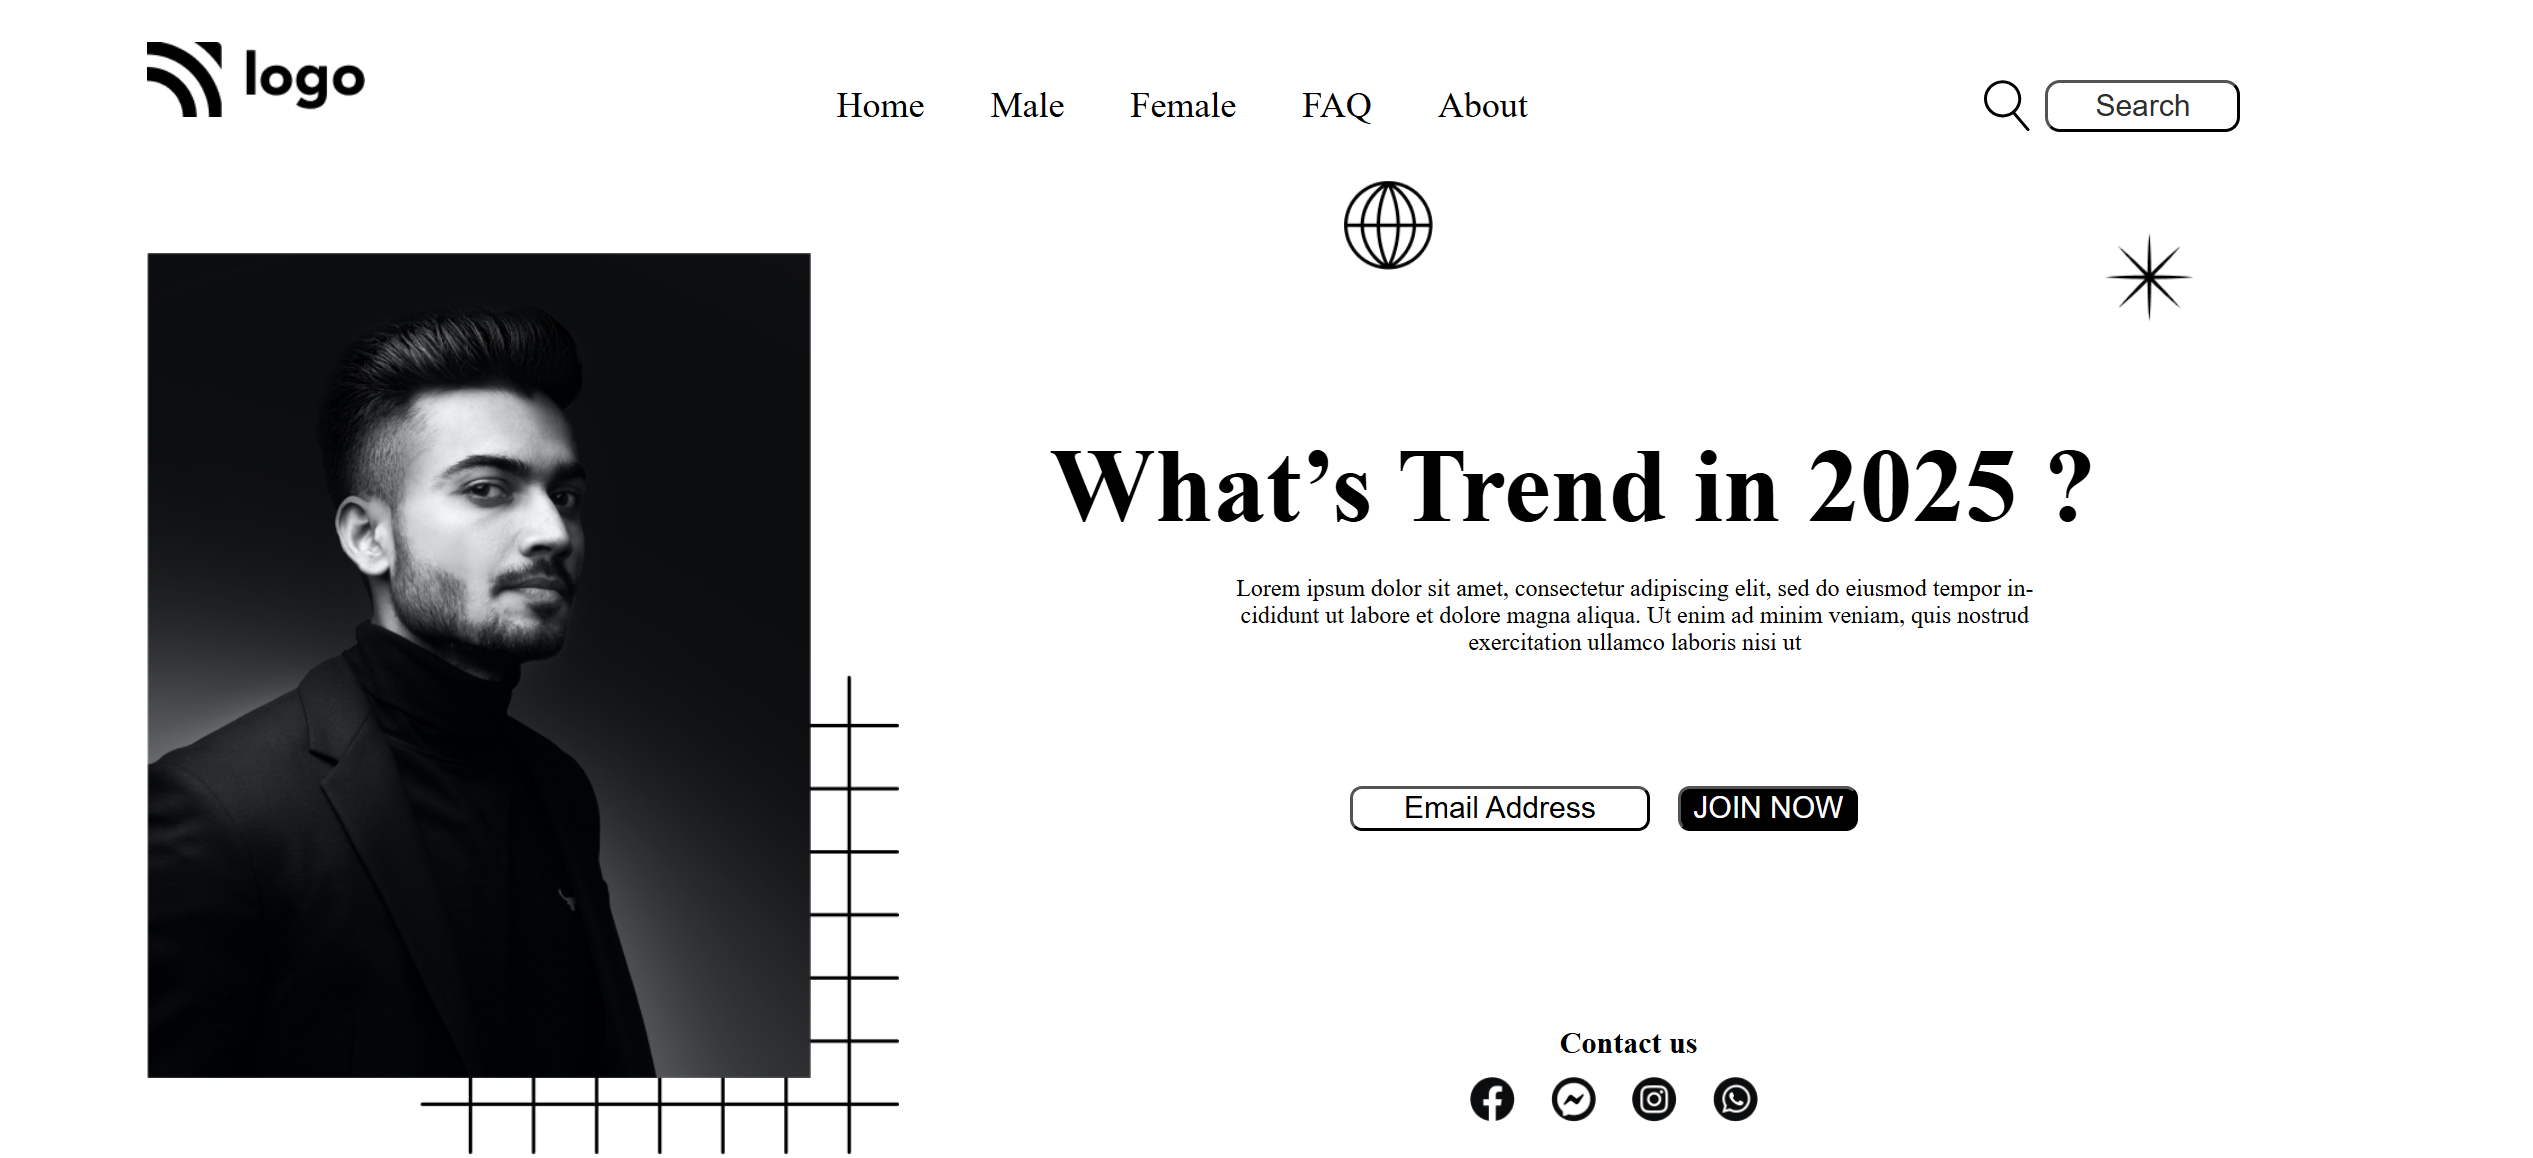 logo
Home Male Female FAQ About
Search
What’s Trend in 2025 ?
Lorem ipsum dolor sit amet, consectetur adipiscing elit, sed do eiusmod tempor in-
cididunt ut labore et dolore magna aliqua. Ut enim ad minim veniam, quis nostrud
exercitation ullamco laboris nisi ut
Email Address
JOIN NOW
Contact us